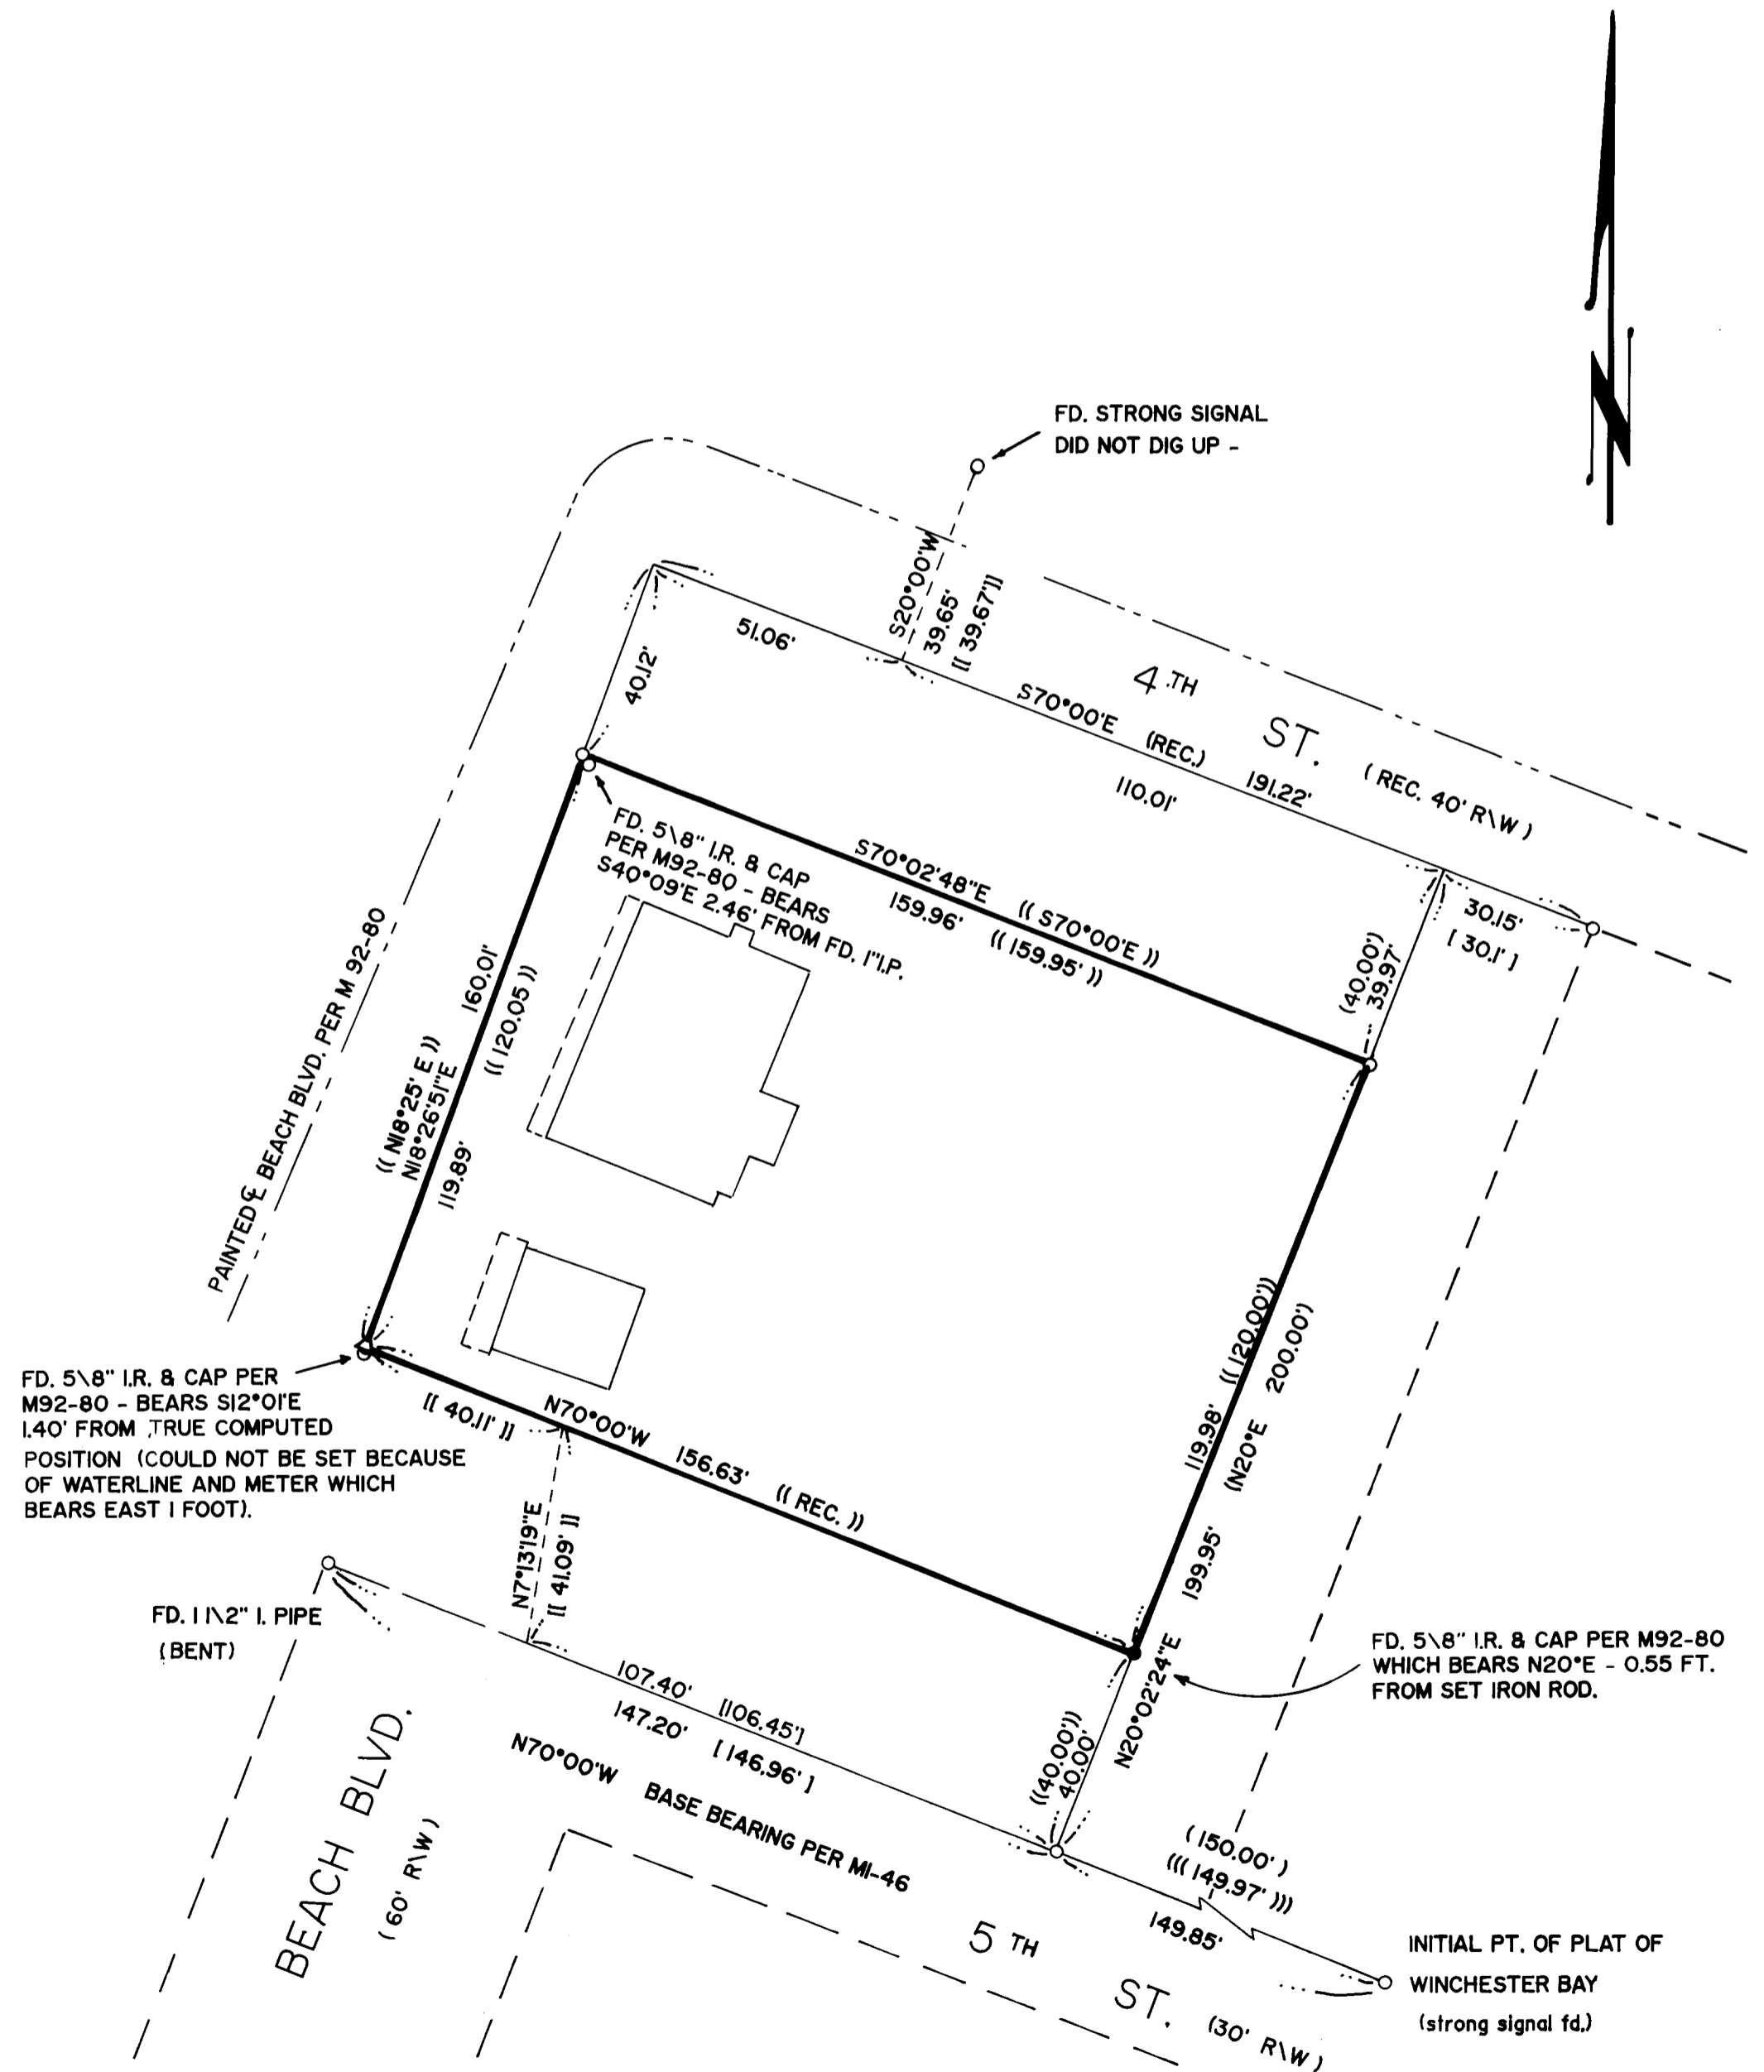 N
FD. STRONG SIGNAL
DID NOT DIG UP -
S20°00'W
39.65'
[[ 39.67']]
51.06'
40.12'
4.TH
ST.
( REC. 40' R\W )
S70°00'E (REC.)
191.22'
110.01'
30.15'
[ 30.1' ]
(40.00')
39.97'
FD. 5\8" I.R. & CAP
PER M92-80 - BEARS
S40°09'E 2.46' FROM FD. 1"I.P.
S70°02'48"E (( S70°00'E ))
159.96' (( 159.95' ))
PAINTED ℄ BEACH BLVD. PER M 92-80
160.01'
(( 120.05 ))
(( N18°25' E ))
N18°26'51"E
119.89'
(( 120.00'))
119.98'
(N20°E 200.00')
199.95'
N20°02'24"E
FD. 5\8" I.R. & CAP PER
M92-80 - BEARS S12°01'E
1.40' FROM TRUE COMPUTED
POSITION (COULD NOT BE SET BECAUSE
OF WATERLINE AND METER WHICH
BEARS EAST 1 FOOT).
[[ 40.11' ]]
N70°00'W 156.63' (( REC. ))
N7°13'19"E
[[ 41.09' ]]
FD. 1 1\2" I. PIPE
(BENT)
FD. 5\8" I.R. & CAP PER M92-80
WHICH BEARS N20°E - 0.55 FT.
FROM SET IRON ROD.
107.40' [106.45']
147.20' [ 146.96' ]
N70°00'W BASE BEARING PER M1-46
((40.00'))
40.00'
( 150.00' )
((( 149.97' )))
149.85'
BEACH BLVD.
( 60' R\W )
5 TH
ST. (30' R\W )
INITIAL PT. OF PLAT OF
WINCHESTER BAY
(strong signal fd.)